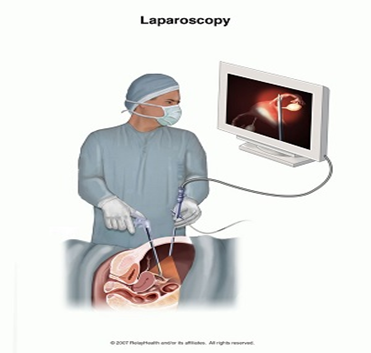 Laparoscopy
© 2007 RelayHealth and/or its affiliates. All rights reserved.